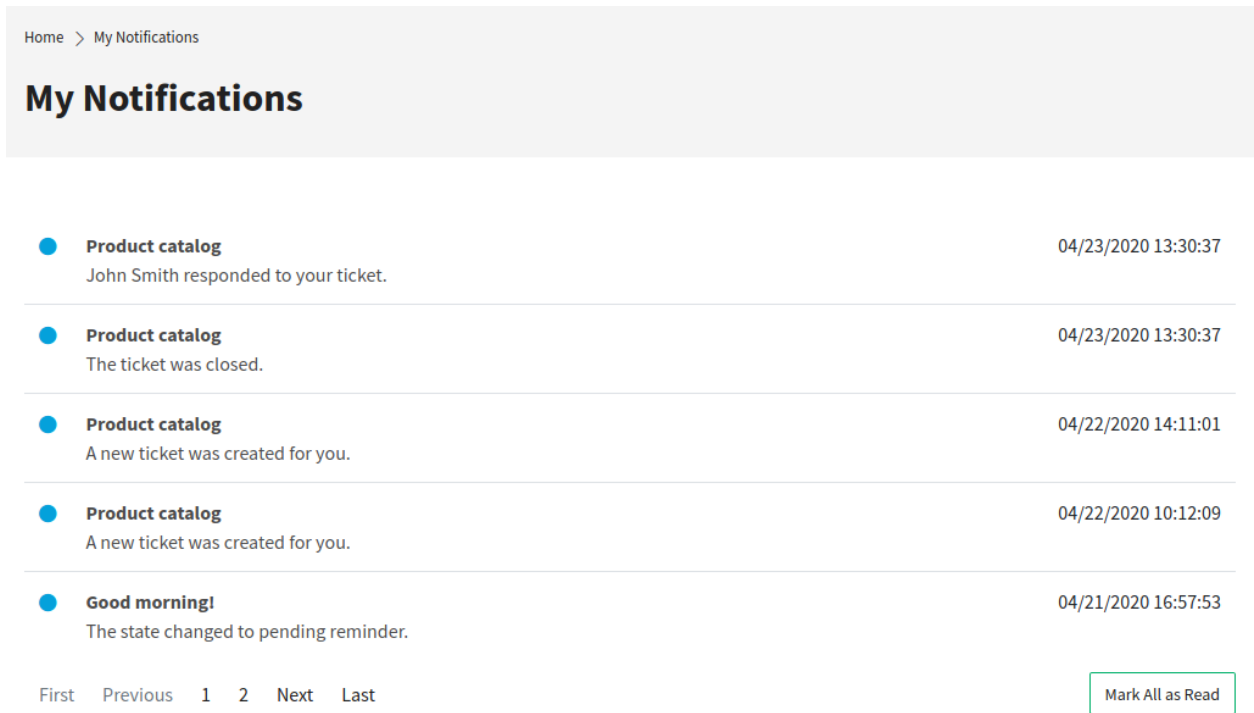 Home > My Notifications
My Notifications
Product catalog 04/23/2020 13:30:37
John Smith responded to your ticket.
Product catalog 04/23/2020 13:30:37
The ticket was closed.
Product catalog 04/22/2020 14:11:01
A new ticket was created for you.
Product catalog 04/22/2020 10:12:09
A new ticket was created for you.
Good morning! 04/21/2020 16:57:53
The state changed to pending reminder.
First Previous 1 2 Next Last Mark All as Read